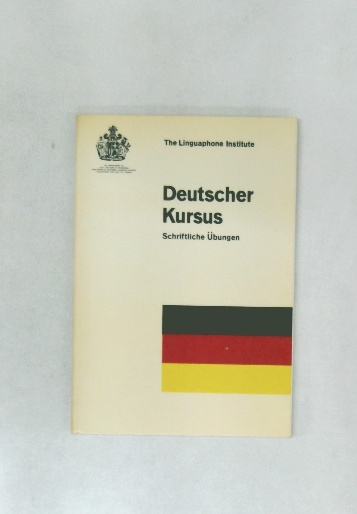 The Linguaphone Institute
Deutscher
Kursus
Schriftliche Übungen